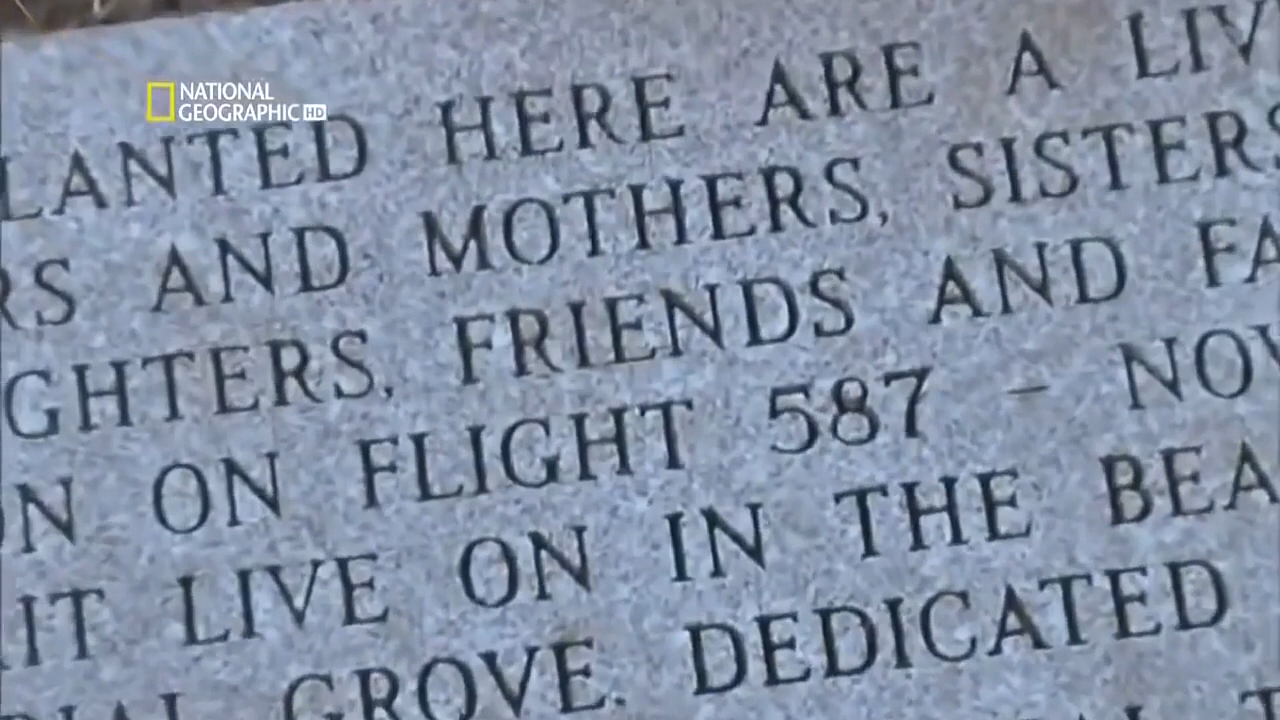 NATIONAL
GEOGRAPHIC HD
LANTED HERE ARE A LIV
RS AND MOTHERS, SISTERS
GHTERS, FRIENDS AND FA
N ON FLIGHT 587 - NOV
IT LIVE ON IN THE BEA
IAL GROVE. DEDICATED